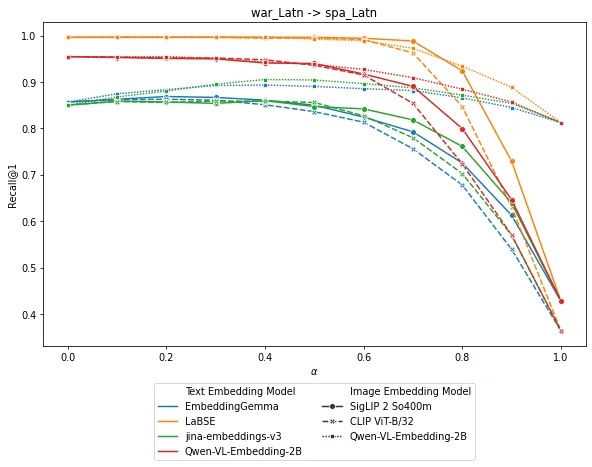 war_Latn -> spa_Latn
Recall@1
1.0
0.9
0.8
0.7
0.6
0.5
0.4
0.0 0.2 0.4 0.6 0.8 1.0
α
Text Embedding Model
EmbeddingGemma
LaBSE
jina-embeddings-v3
Qwen-VL-Embedding-2B
Image Embedding Model
SigLIP 2 So400m
CLIP ViT-B/32
Qwen-VL-Embedding-2B